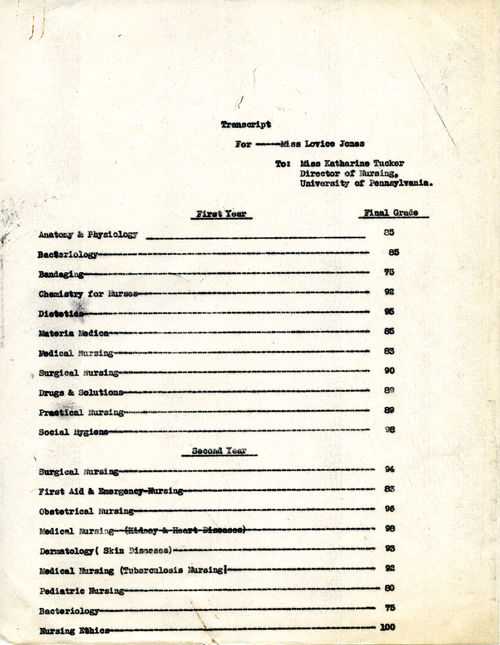 Transcript
For -----Miss Lovice Jones
To: Miss Katharine Tucker
Director of Nursing,
University of Pennsylvania.
First Year Final Grade
Anatomy & Physiology 85
Bacteriology 85
Bandaging 75
Chemistry for Nurses 92
Dietetics 95
Materia Medica 85
Medical Nursing 83
Surgical Nursing 90
Drugs & Solutions 89
Practical Nursing 89
Social Hygiene 98
Second Year
Surgical Nursing 94
First Aid & Emergency-Nursing 83
Obstetrical Nursing 96
Medical Nursing--(Kidney & Heart Diseases) 98
Dermatology( Skin Diseases) 93
Medical Nursing (Tuberculosis Nursing) 92
Pediatric Nursing 80
Bacteriology 75
Nursing Ethics 100